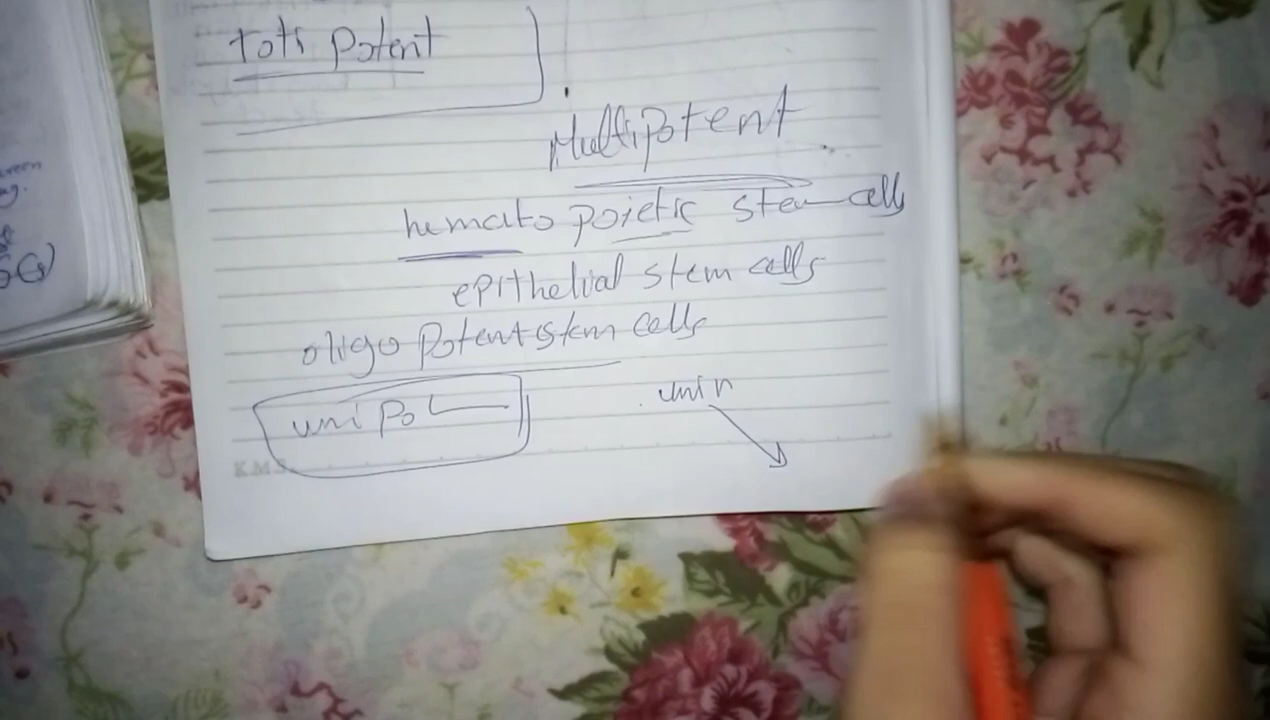 toti potent
Multipotent
hemato poietic stem cells
epithelial stem cells
oligo potent stem cells
uni Po
uni
K.M.